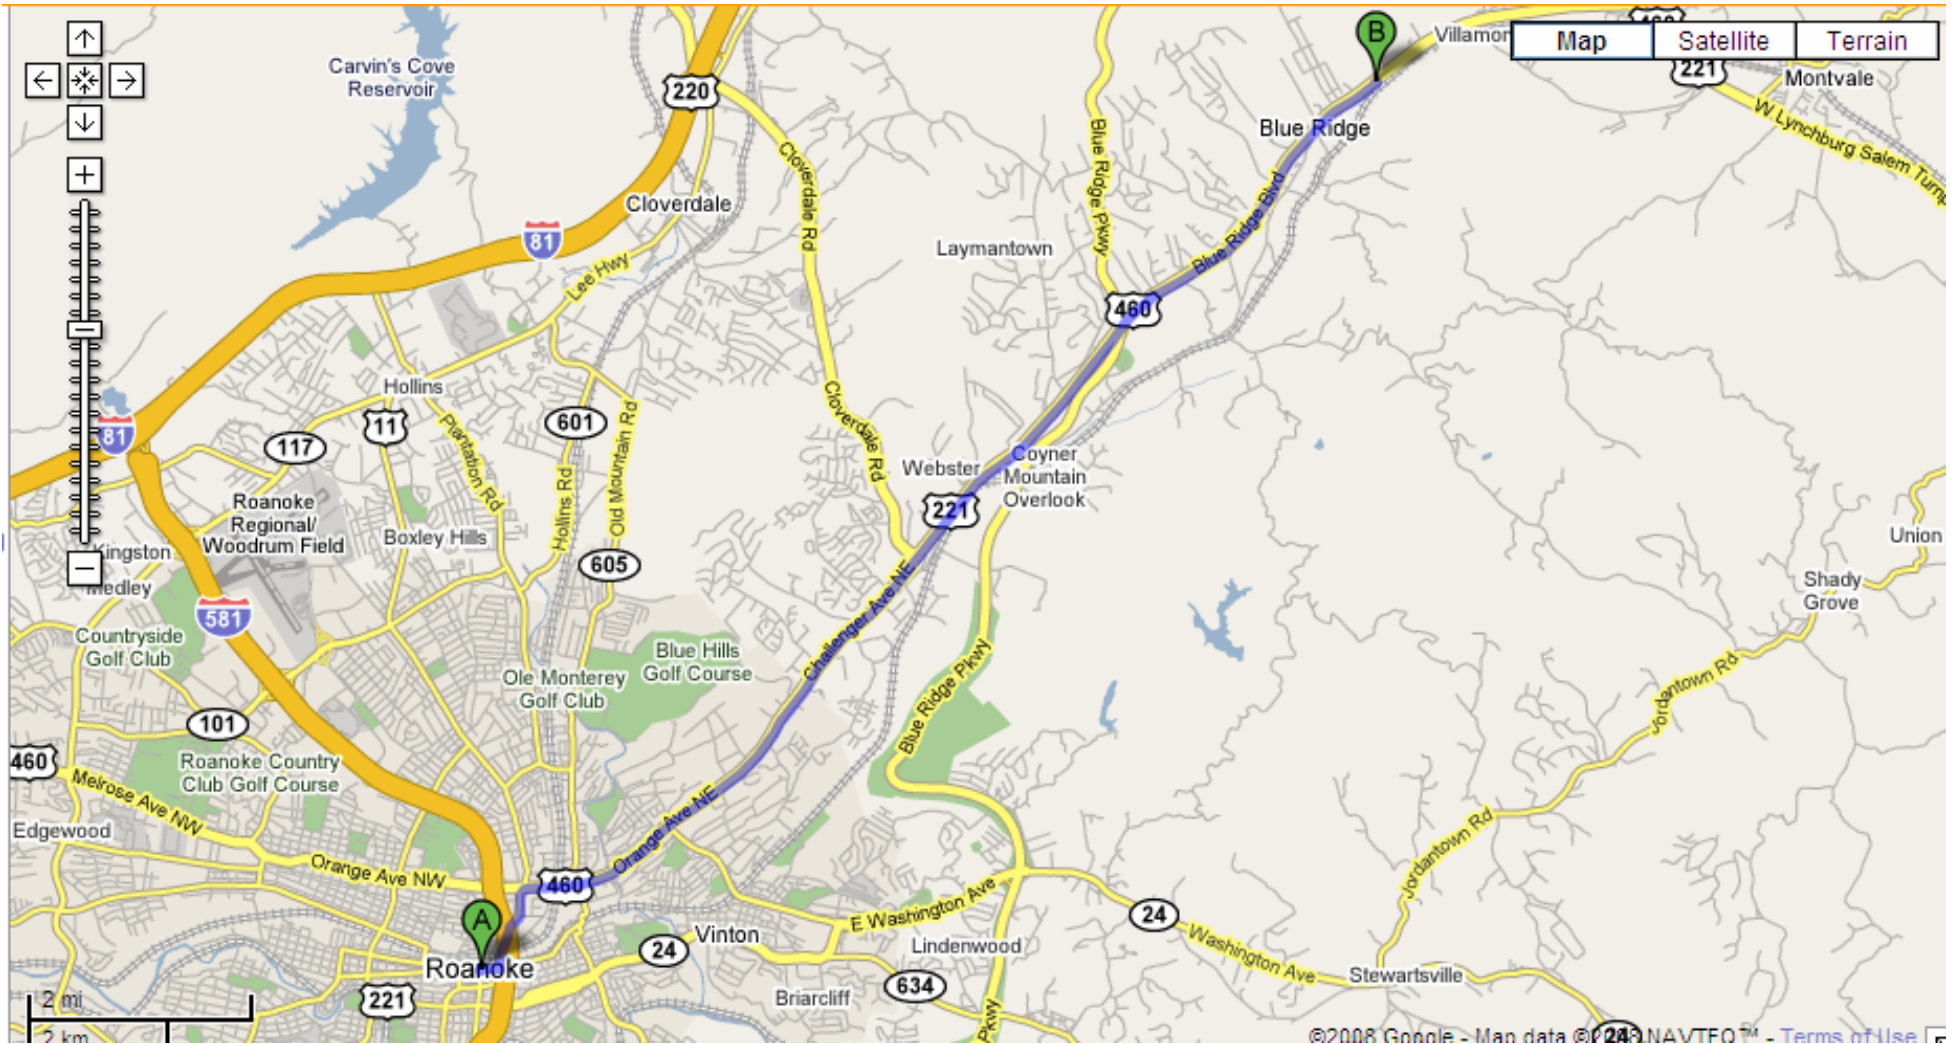 B
Villamon
460
Map
Satellite
Terrain
Carvin's Cove
Reservoir
220
221
Montvale
W Lynchburg Salem Turnp
Blue Ridge
Blue Ridge Pkwy
Cloverdale Rd
Cloverdale
Blue Ridge Blvd
81
Laymantown
Lee Hwy
460
Hollins
Cloverdale Rd
81
11
601
117
Plantation Rd
Old Mountain Rd
Hollins Rd
Webster
Coyner
Mountain
Overlook
221
Roanoke
Regional/
Woodrum Field
Boxley Hills
Kingston
Medley
605
Union
Shady
Grove
581
Challenger Ave NE
Countryside
Golf Club
Blue Hills
Golf Course
Ole Monterey
Golf Club
Blue Ridge Pkwy
Jordantown Rd
101
460
Roanoke Country
Club Golf Course
Melrose Ave NW
Orange Ave NE
Jordantown Rd
Edgewood
Orange Ave NW
460
A
E Washington Ave
24
Vinton
24
Lindenwood
Washington Ave
Roanoke
Stewartsville
634
221
Briarcliff
Pkwy
2 mi
2 km
24
©2008 Google - Map data ©2008 NAVTEQ™ - Terms of Use